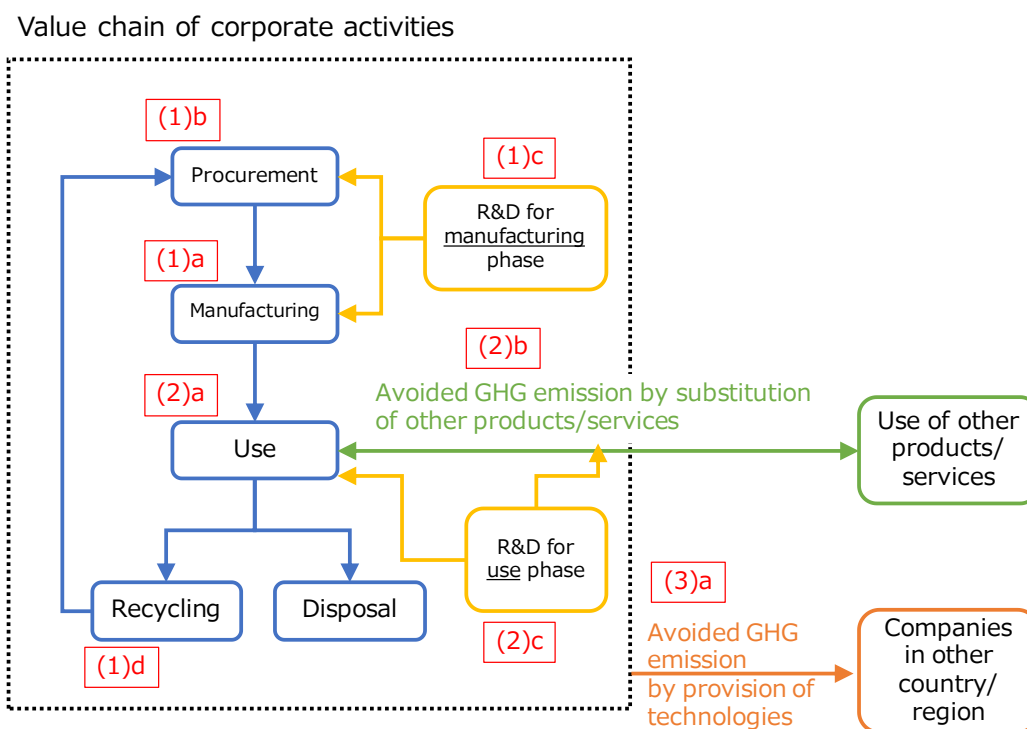 Value chain of corporate activities
(1)b
Procurement
(1)c
R&D for
manufacturing
phase
(1)a
Manufacturing
(2)b
(2)a
Avoided GHG emission by substitution
of other products/services
Use
Use of other
products/
services
R&D for
use phase
(3)a
Recycling
Disposal
(2)c
(1)d
Avoided GHG
emission
by provision of
technologies
Companies
in other
country/
region